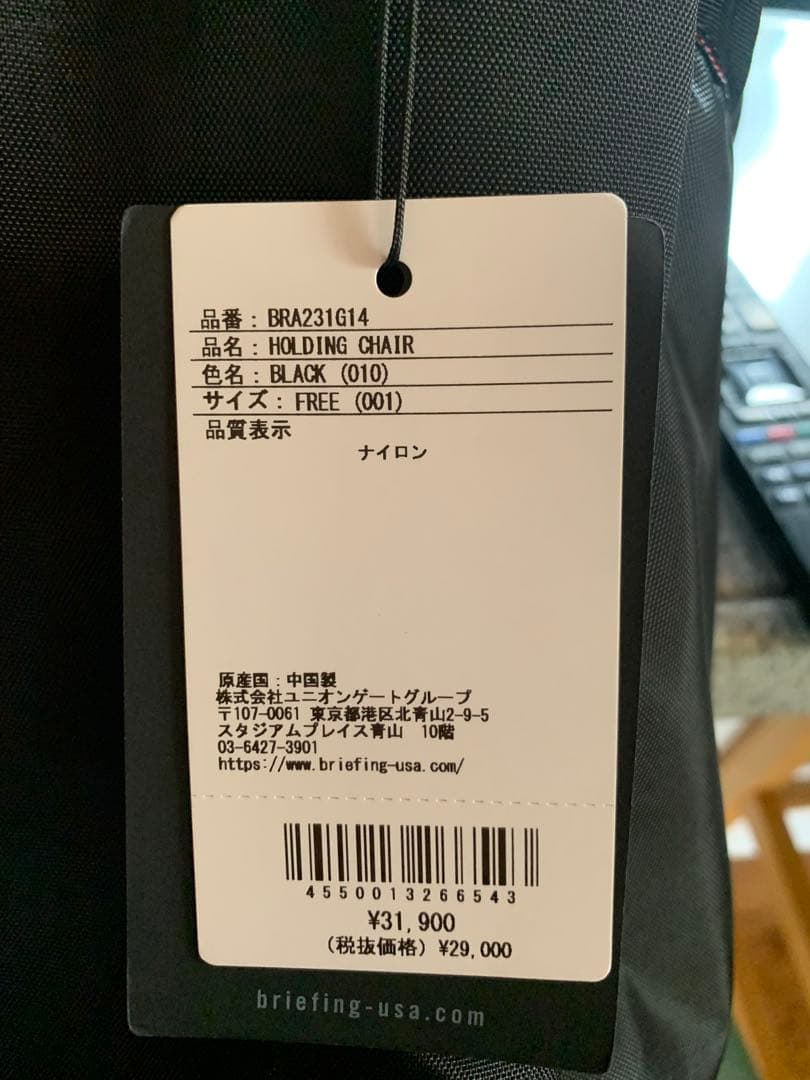 品番：BRA231G14
品名：HOLDING CHAIR
色名：BLACK (010)
サイズ：FREE (001)
品質表示
ナイロン
原産国：中国製
株式会社ユニオンゲートグループ
〒107-0061 東京都港区北青山2-9-5
スタジアムプレイス青山 10階
03-6427-3901
https://www.briefing-usa.com/
4550013266543
¥31,900
(税抜価格) ¥29,000
briefing-usa.com